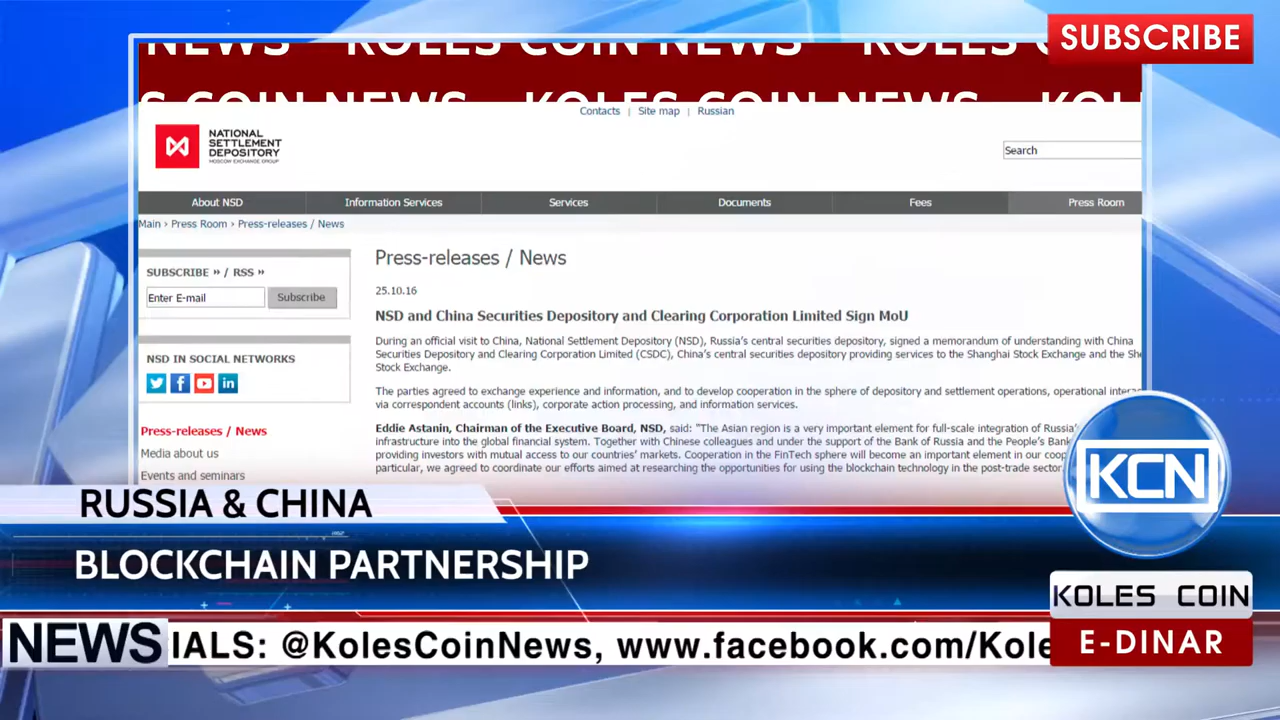 NEWS KOLES COIN NEWS KOLES
SUBSCRIBE
S COIN NEWS KOLES COIN NEWS
Contacts | Site map | Russian
NATIONAL
SETTLEMENT
DEPOSITORY
MOSCOW EXCHANGE GROUP
Search
About NSD Information Services Services Documents Fees Press Room
Main › Press Room › Press-releases / News
Press-releases / News
SUBSCRIBE » / RSS »
25.10.16
Enter E-mail Subscribe
NSD and China Securities Depository and Clearing Corporation Limited Sign MoU
During an official visit to China, National Settlement Depository (NSD), Russia's central securities depository, signed a memorandum of understanding with China
Securities Depository and Clearing Corporation Limited (CSDC), China's central securities depository providing services to the Shanghai Stock Exchange and the She
Stock Exchange.
NSD IN SOCIAL NETWORKS
The parties agreed to exchange experience and information, and to develop cooperation in the sphere of depository and settlement operations, operational intera
via correspondent accounts (links), corporate action processing, and information services.
Press-releases / News
Media about us
Events and seminars
Eddie Astanin, Chairman of the Executive Board, NSD, said: "The Asian region is a very important element for full-scale integration of Russia's
infrastructure into the global financial system. Together with Chinese colleagues and under the support of the Bank of Russia and the People's Bank
providing investors with mutual access to our countries' markets. Cooperation in the FinTech sphere will become an important element in our coop
particular, we agreed to coordinate our efforts aimed at researching the opportunities for using the blockchain technology in the post-trade sector.
KCN
RUSSIA & CHINA
BLOCKCHAIN PARTNERSHIP
KOLES COIN
E-DINAR
NEWS
IALS: @KolesCoinNews, www.facebook.com/Kole